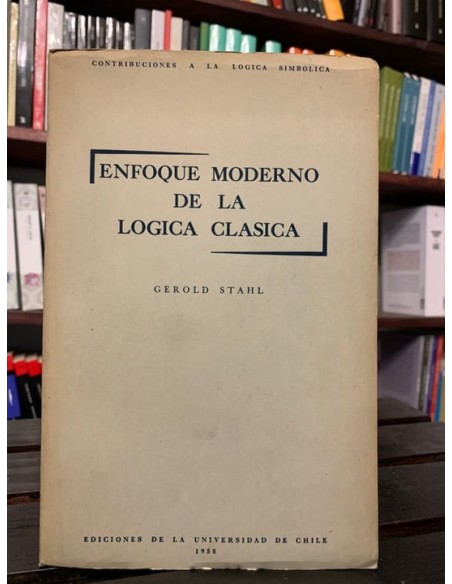 CONTRIBUCIONES A LA LOGICA SIMBOLICA
ENFOQUE MODERNO
DE LA
LOGICA CLASICA
GEROLD STAHL
EDICIONES DE LA UNIVERSIDAD DE CHILE
1958